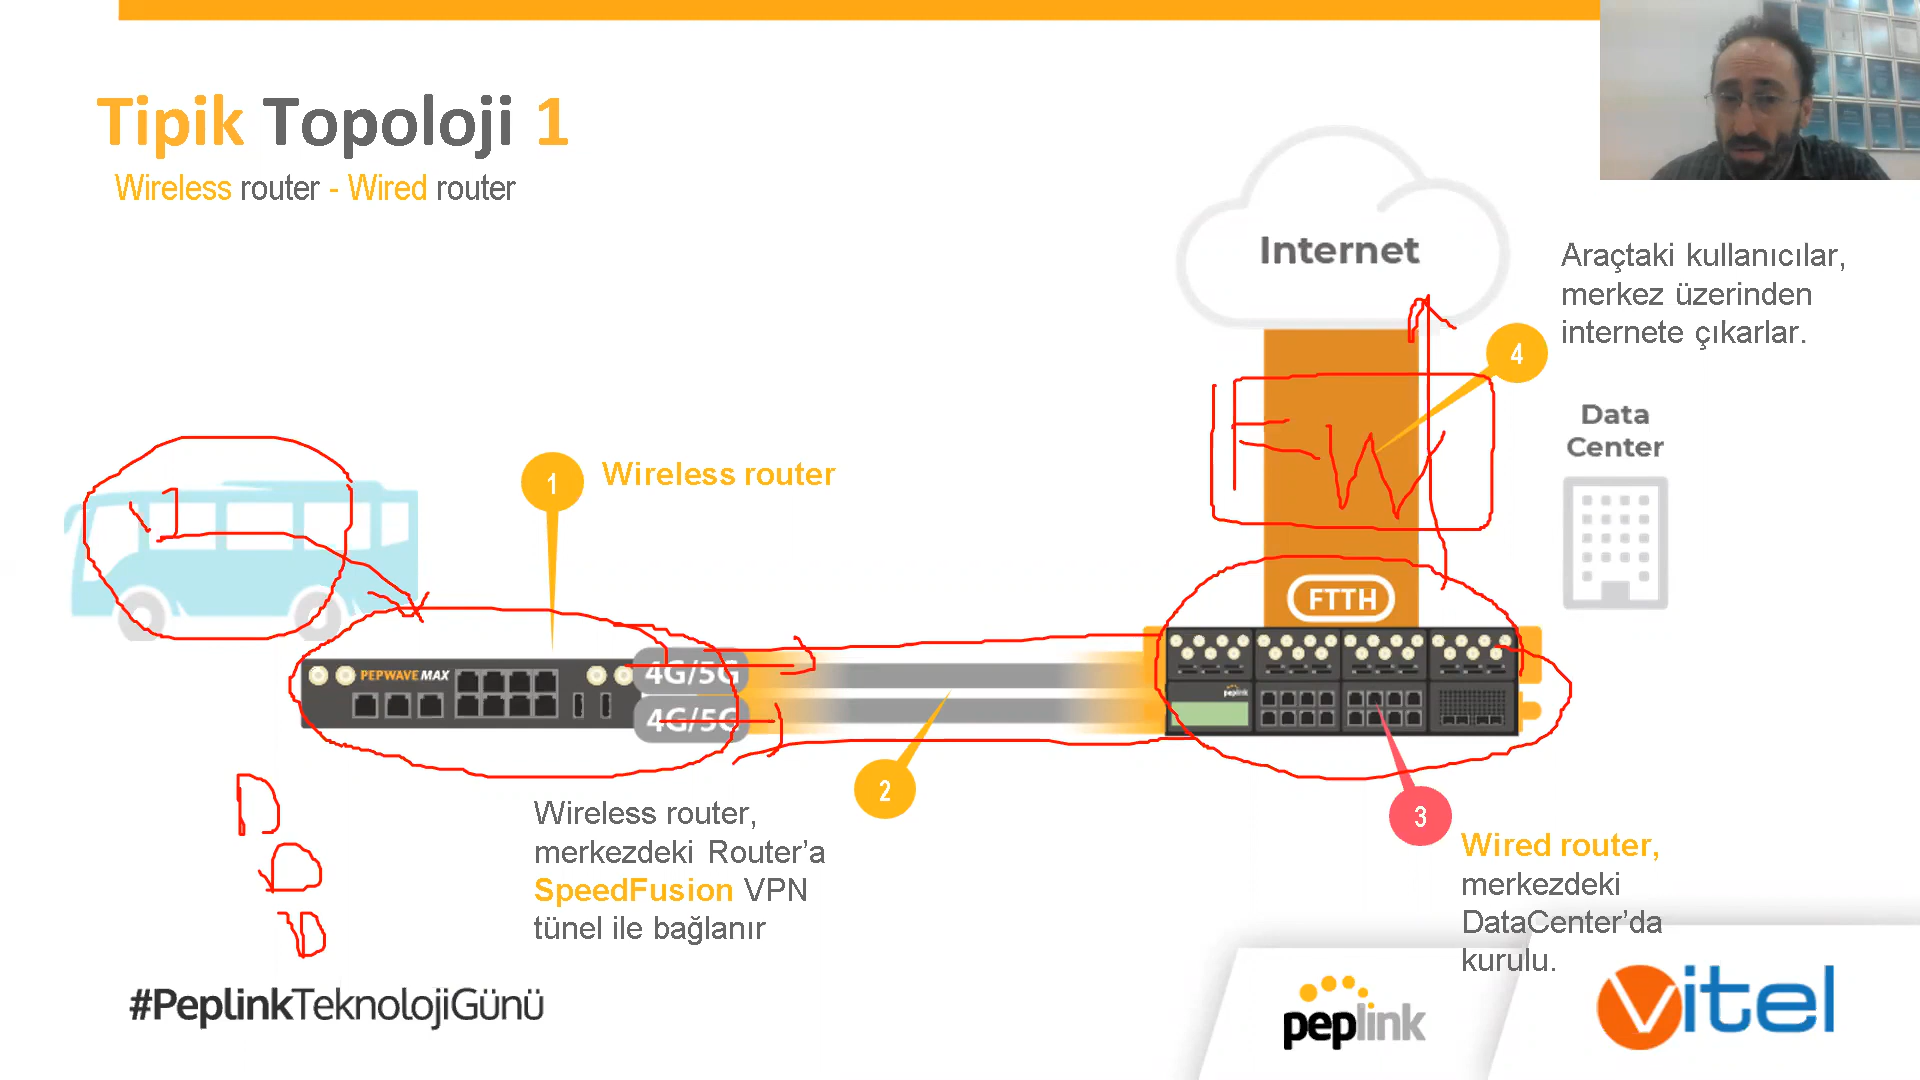 Tipik Topoloji 1
Wireless router - Wired router
Internet
Araçtaki kullanıcılar,
merkez üzerinden
internete çıkarlar.
4
FW
Data
Center
1
Wireless router
FTTH
PEPWAVE MAX
4G/5G
4G/5G
peplink
2
3
Wireless router,
merkezdeki Router’a
SpeedFusion VPN
tünel ile bağlanır
Wired router,
merkezdeki
DataCenter’da
kurulu.
#PeplinkTeknolojiGünü
peplink
vitel